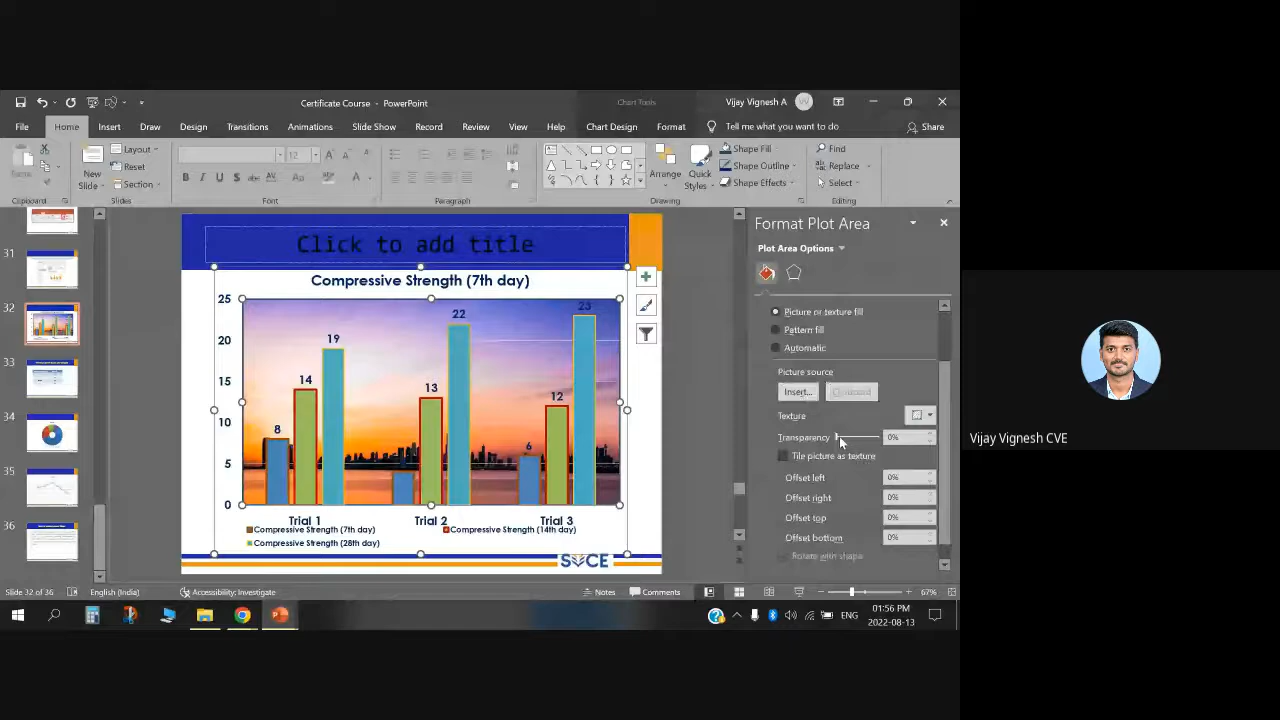 Certificate Course - PowerPoint
Chart Tools
Vijay Vignesh A
File Home Insert Draw Design Transitions Animations Slide Show Record Review View Help Chart Design Format Tell me what you want to do Share
Paste
New Slide
Layout
Reset
Section
12
Arrange
Quick Styles
Shape Fill
Shape Outline
Shape Effects
Find
Replace
Select
Clipboard Slides Font Paragraph Drawing Editing
31
32
33
34
35
36
Click to add title
Compressive Strength (7th day)
25
20
15
10
5
0
8 14 19
13 22
6 12 23
Trial 1 Trial 2 Trial 3
Compressive Strength (7th day) Compressive Strength (14th day)
Compressive Strength (28th day)
SVCE
Format Plot Area
Plot Area Options
Picture or texture fill
Pattern fill
Automatic
Picture source
Insert...
Texture
Transparency 0%
Tile picture as texture
Offset left 0%
Offset right 0%
Offset top 0%
Offset bottom 0%
Rotate with shape
Vijay Vignesh CVE
Slide 32 of 36 English (India) Accessibility: Investigate Notes Comments 67%
ENG
01:56 PM
2022-08-13